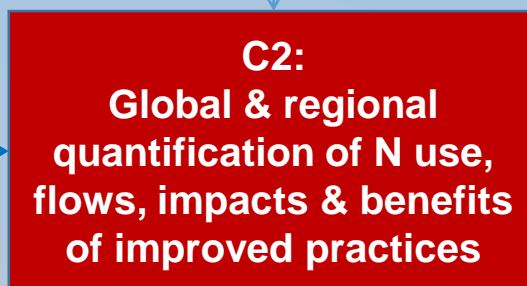 C2:
Global & regional
quantification of N use,
flows, impacts & benefits
of improved practices